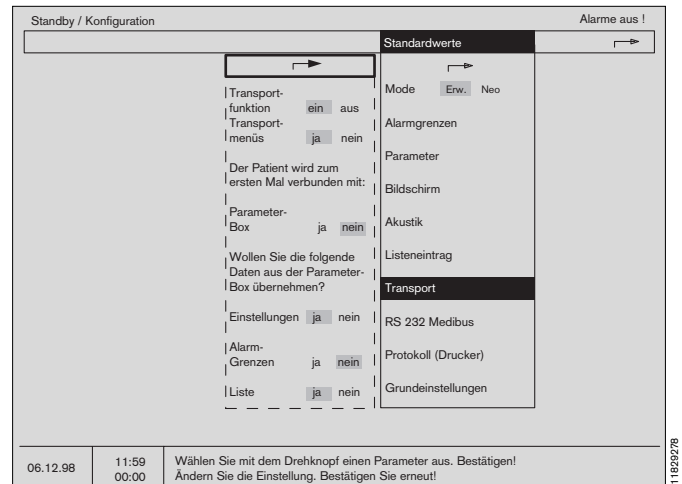 Standby / Konfiguration
Alarme aus !
Standardwerte
Transport-
funktion ein aus
Transport-
menüs ja nein
Der Patient wird zum
ersten Mal verbunden mit:
Parameter-
Box ja nein
Wollen Sie die folgende
Daten aus der Parameter-
Box übernehmen?
Einstellungen ja nein
Alarm-
Grenzen ja nein
Liste ja nein
Mode Erw. Neo
Alarmgrenzen
Parameter
Bildschirm
Akustik
Listeneintrag
Transport
RS 232 Medibus
Protokoll (Drucker)
Grundeinstellungen
06.12.98
11:59
00:00
Wählen Sie mit dem Drehknopf einen Parameter aus. Bestätigen!
Ändern Sie die Einstellung. Bestätigen Sie erneut!
11829278